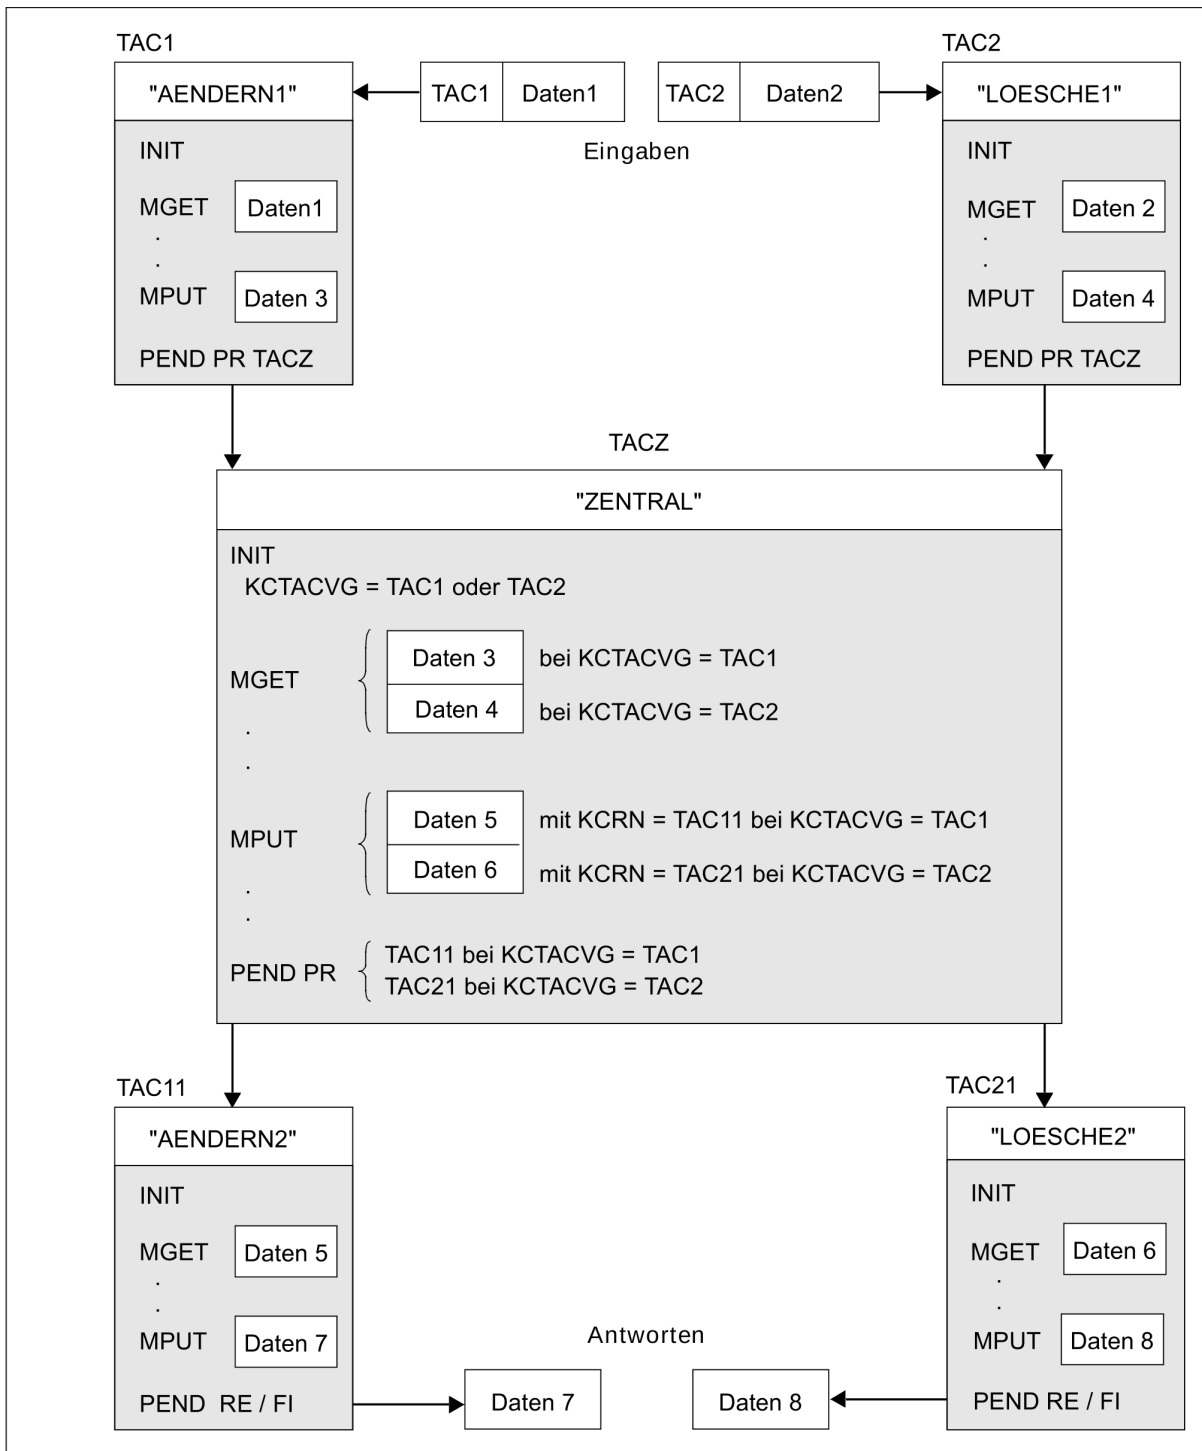 TAC1
TAC2
"AENDERN1"
TAC1 Daten1
TAC2 Daten2
"LOESCHE1"
Eingaben
INIT
MGET Daten1
.
.
MPUT Daten 3
PEND PR TACZ
INIT
MGET Daten 2
.
.
MPUT Daten 4
PEND PR TACZ
TACZ
"ZENTRAL"
INIT
KCTACVG = TAC1 oder TAC2
MGET
Daten 3 bei KCTACVG = TAC1
Daten 4 bei KCTACVG = TAC2
.
.
MPUT
Daten 5 mit KCRN = TAC11 bei KCTACVG = TAC1
Daten 6 mit KCRN = TAC21 bei KCTACVG = TAC2
.
.
PEND PR
TAC11 bei KCTACVG = TAC1
TAC21 bei KCTACVG = TAC2
TAC11
"AENDERN2"
INIT
MGET Daten 5
.
.
MPUT Daten 7
PEND RE / FI
TAC21
"LOESCHE2"
INIT
MGET Daten 6
.
.
MPUT Daten 8
PEND RE / FI
Antworten
Daten 7
Daten 8